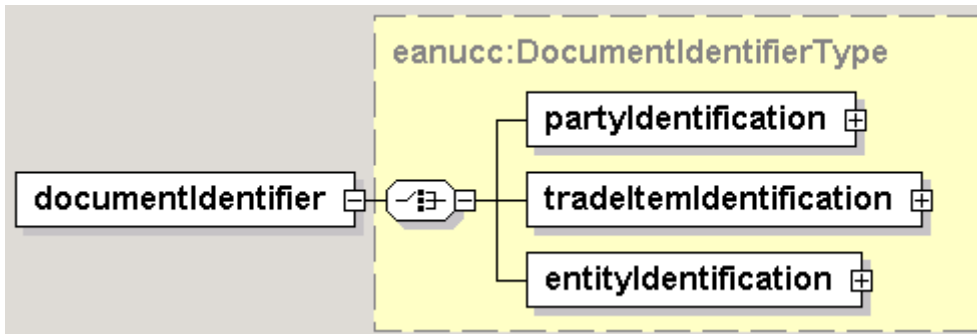 eanucc:DocumentIdentifierType
partyIdentification
documentIdentifier
tradeItemIdentification
entityIdentification